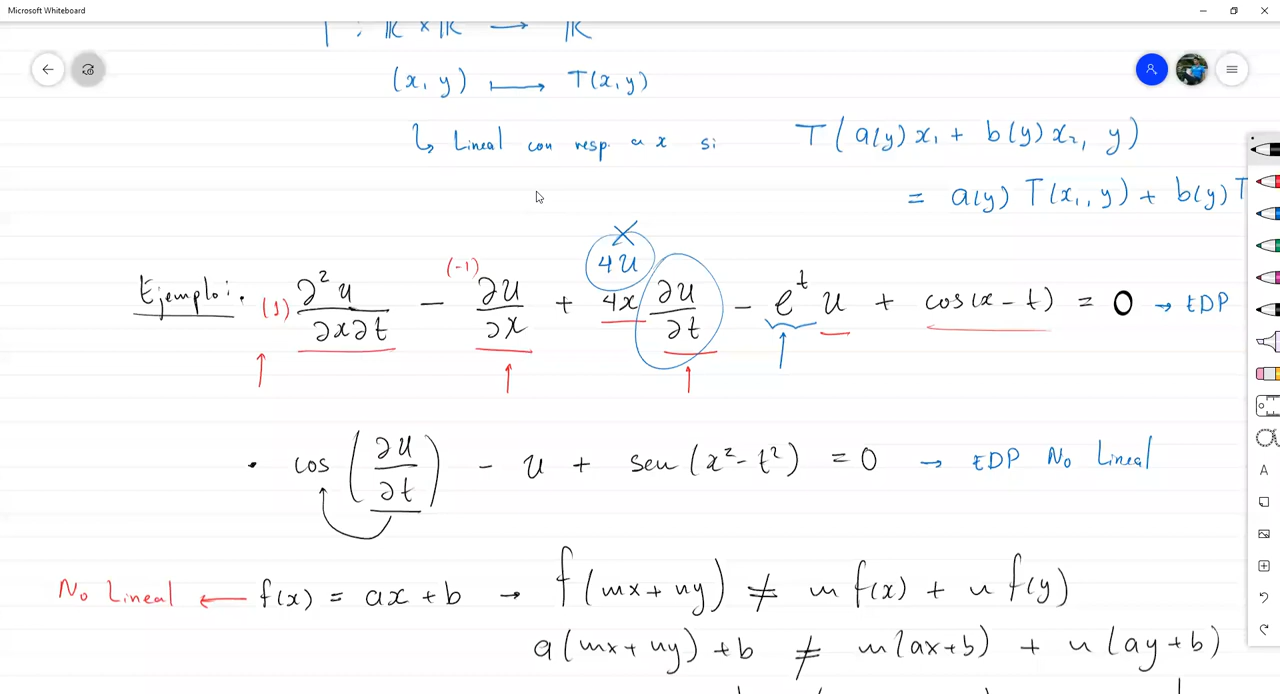 Microsoft Whiteboard
T : ℝ × ℝ → ℝ
(x, y) ↦ T(x, y)
↳ Lineal con resp. a x si T(a(y)x₁ + b(y)x₂, y)
= a(y) T(x₁, y) + b(y) T
X
4u
Ejemplo: (1) ∂²u/∂x∂t − (-1) ∂u/∂x + 4x ∂u/∂t − eᵗ u + cos(x − t) = 0 → EDP
• cos(∂u/∂t) − u + sen(x² − t²) = 0 → EDP No Lineal
No Lineal ← f(x) = ax + b → f(mx + ny) ≠ m f(x) + n f(y)
a(mx + ny) + b ≠ m(ax + b) + n(ay + b)